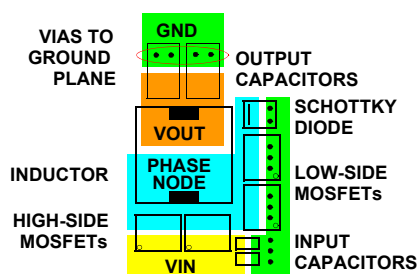 GND
VIAS TO
GROUND
PLANE
OUTPUT
CAPACITORS
VOUT
SCHOTTKY
DIODE
INDUCTOR
PHASE
NODE
LOW-SIDE
MOSFETs
HIGH-SIDE
MOSFETs
VIN
INPUT
CAPACITORS